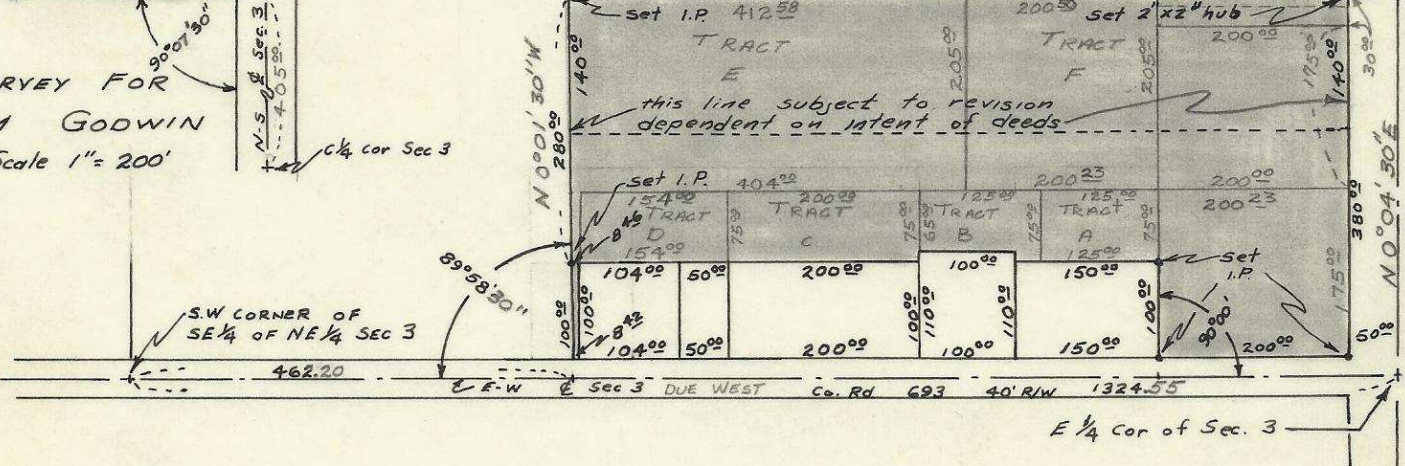 Set I.P. 412 58
200 50
Set 2"x2" hub
200 00
TRACT
E
TRACT
F
205 00
205 00
175 00
140 00
30 00
140 00
90°07'30"
N-S ₵ Sec. 3
405 00
RVEY FOR
GODWIN
Scale 1"= 200'
C¼ Cor Sec 3
N 0°01'30"W
280 00
this line subject to revision
dependent on intent of deeds
Set I.P. 404 00
200 23
200 00
154 00
200 00
125 00
125 00
200 23
TRACT
D
TRACT
C
TRACT
B
TRACT
A
75 00
75 00
65 00
75 00
75 00
8 46
154 00
125 00
380 00
N 0°04'30"E
89°58'30"
104 00
50 00
200 00
100 00
150 00
Set
I.P.
175 00
100 00
100 00
100 00
110 00
110 00
100 00
90°00'
50 00
8 42
104 00
50 00
200 00
100 00
150 00
200 00
S.W CORNER OF
SE¼ OF NE¼ SEC 3
462.20
₵ E-W ₵ Sec 3 DUE WEST Co. Rd 693 40' R/W 1324.55
E ¼ Cor of Sec. 3